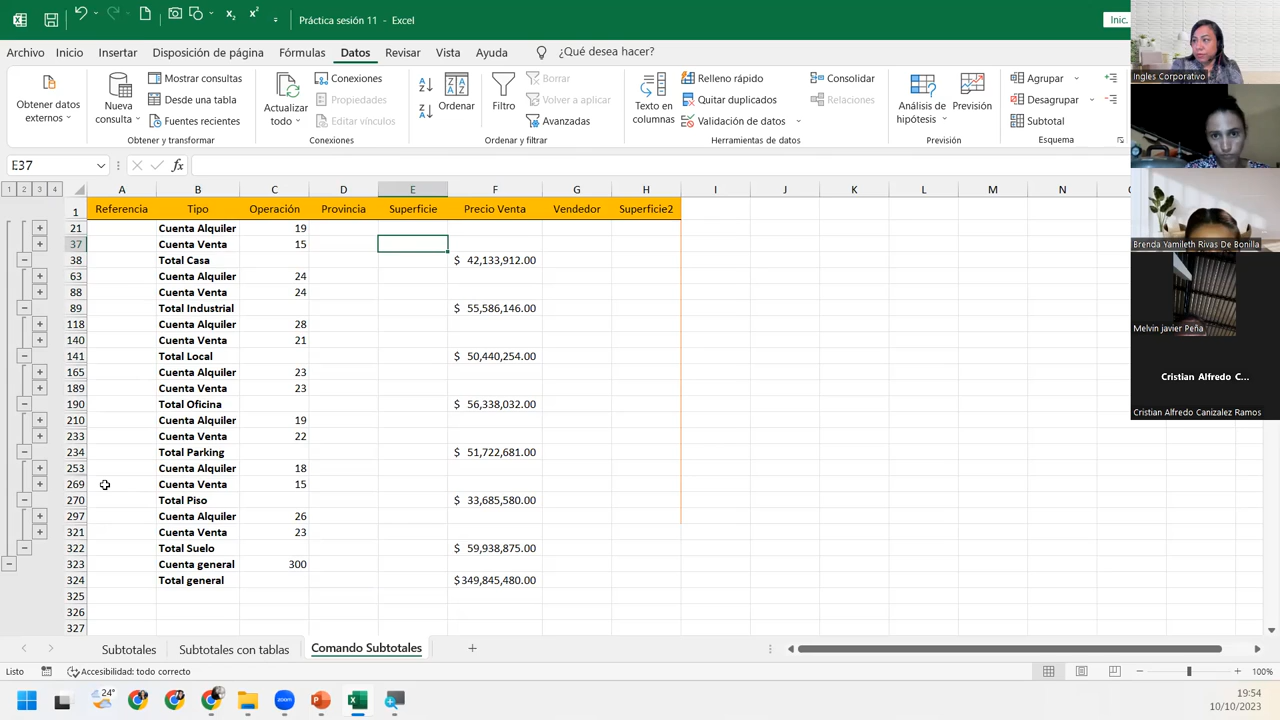 Práctica sesión 11 - Excel
Inic.
Archivo Inicio Insertar Disposición de página Fórmulas Datos Revisar Vista Ayuda ¿Qué desea hacer?
Obtener datos externos
Nueva consulta
Mostrar consultas
Desde una tabla
Fuentes recientes
Obtener y transformar
Actualizar todo
Conexiones
Propiedades
Editar vínculos
Conexiones
Ordenar
Filtro
Borrar
Volver a aplicar
Avanzadas
Ordenar y filtrar
Texto en columnas
Relleno rápido
Quitar duplicados
Validación de datos
Consolidar
Relaciones
Herramientas de datos
Análisis de hipótesis
Previsión
Previsión
Agrupar
Desagrupar
Subtotal
Esquema
E37 fx
1 2 3 4 A B C D E F G H I J K L M N
1 Referencia Tipo Operación Provincia Superficie Precio Venta Vendedor Superficie2
21 Cuenta Alquiler 19
37 Cuenta Venta 15
38 Total Casa $ 42,133,912.00
63 Cuenta Alquiler 24
88 Cuenta Venta 24
89 Total Industrial $ 55,586,146.00
118 Cuenta Alquiler 28
140 Cuenta Venta 21
141 Total Local $ 50,440,254.00
165 Cuenta Alquiler 23
189 Cuenta Venta 23
190 Total Oficina $ 56,338,032.00
210 Cuenta Alquiler 19
233 Cuenta Venta 22
234 Total Parking $ 51,722,681.00
253 Cuenta Alquiler 18
269 Cuenta Venta 15
270 Total Piso $ 33,685,580.00
297 Cuenta Alquiler 26
321 Cuenta Venta 23
322 Total Suelo $ 59,938,875.00
323 Cuenta general 300
324 Total general $349,845,480.00
325
326
327
Subtotales Subtotales con tablas Comando Subtotales
Listo Accesibilidad: todo correcto 100%
24°
zoom
19:54
10/10/2023
Ingles Corporativo
Brenda Yamileth Rivas De Bonilla
Melvin javier Peña
Cristian Alfredo C...
Cristian Alfredo Canizalez Ramos